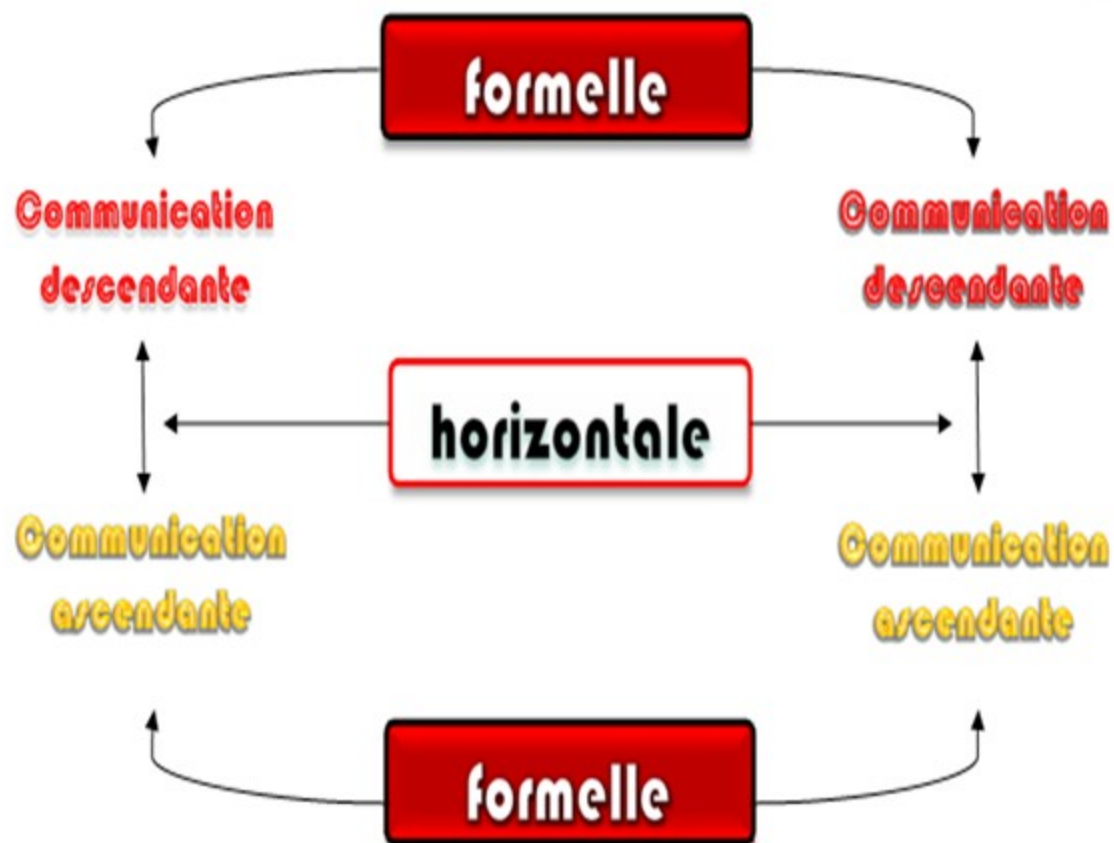 formelle
Communication
descendante
Communication
descendante
horizontale
Communication
ascendante
Communication
ascendante
formelle